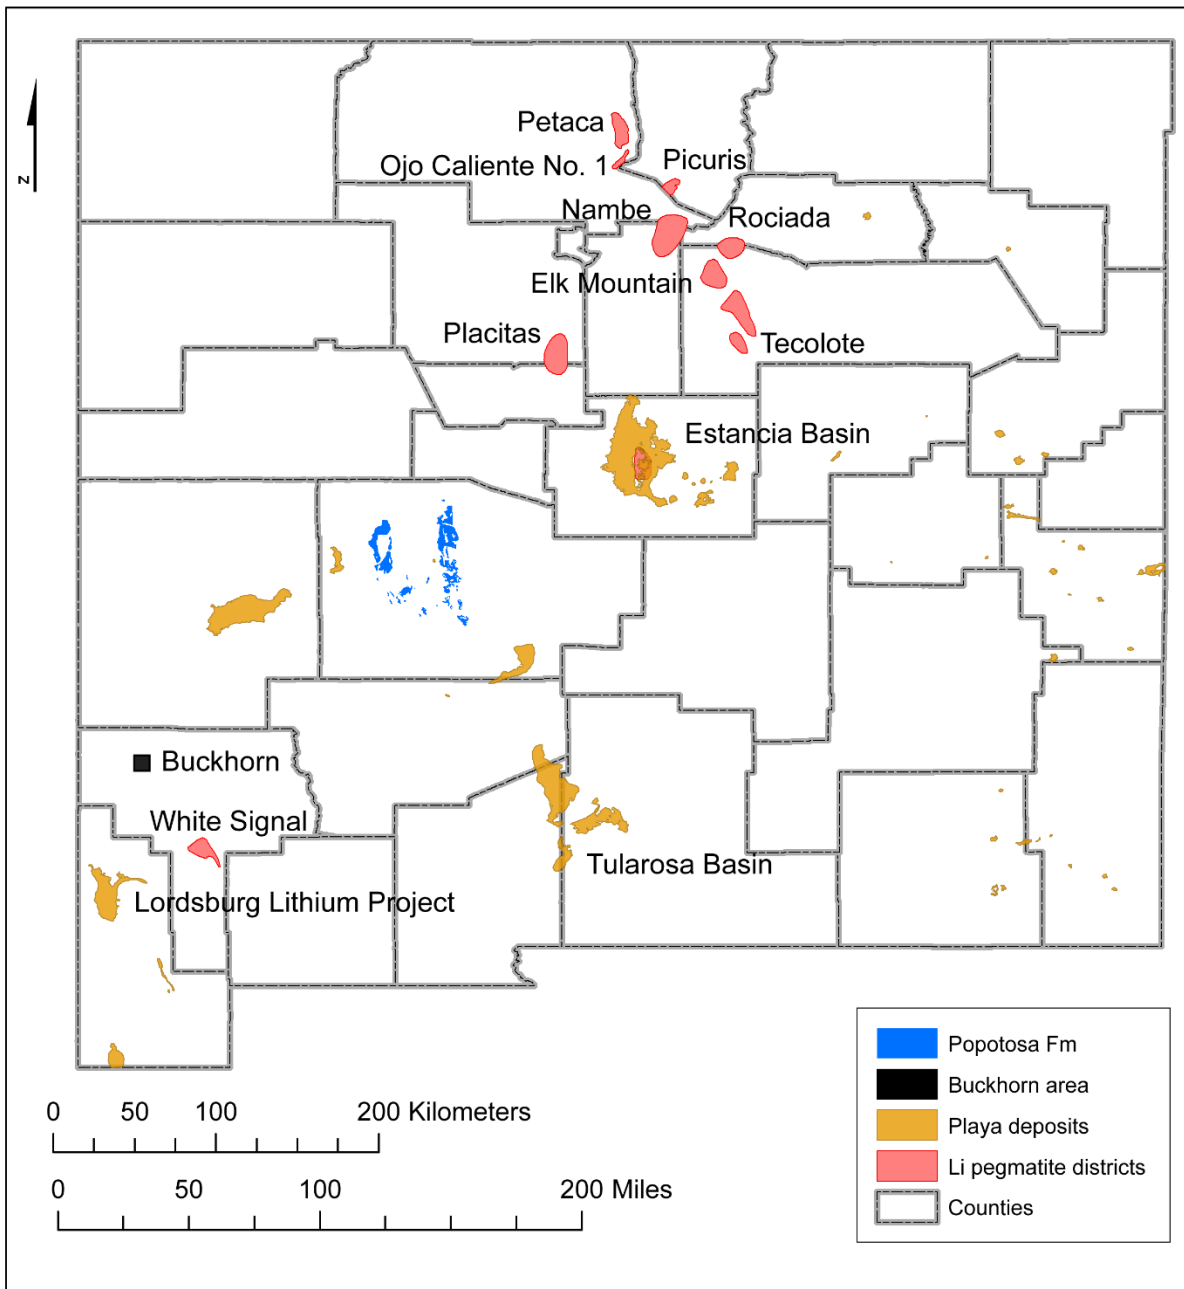 Petaca
Ojo Caliente No. 1
Picuris
Nambe
Rociada
Elk Mountain
Placitas
Tecolote
Estancia Basin
Buckhorn
White Signal
Tularosa Basin
Lordsburg Lithium Project
N
Popotosa Fm
Buckhorn area
Playa deposits
Li pegmatite districts
Counties
0 50 100 200 Kilometers
0 50 100 200 Miles